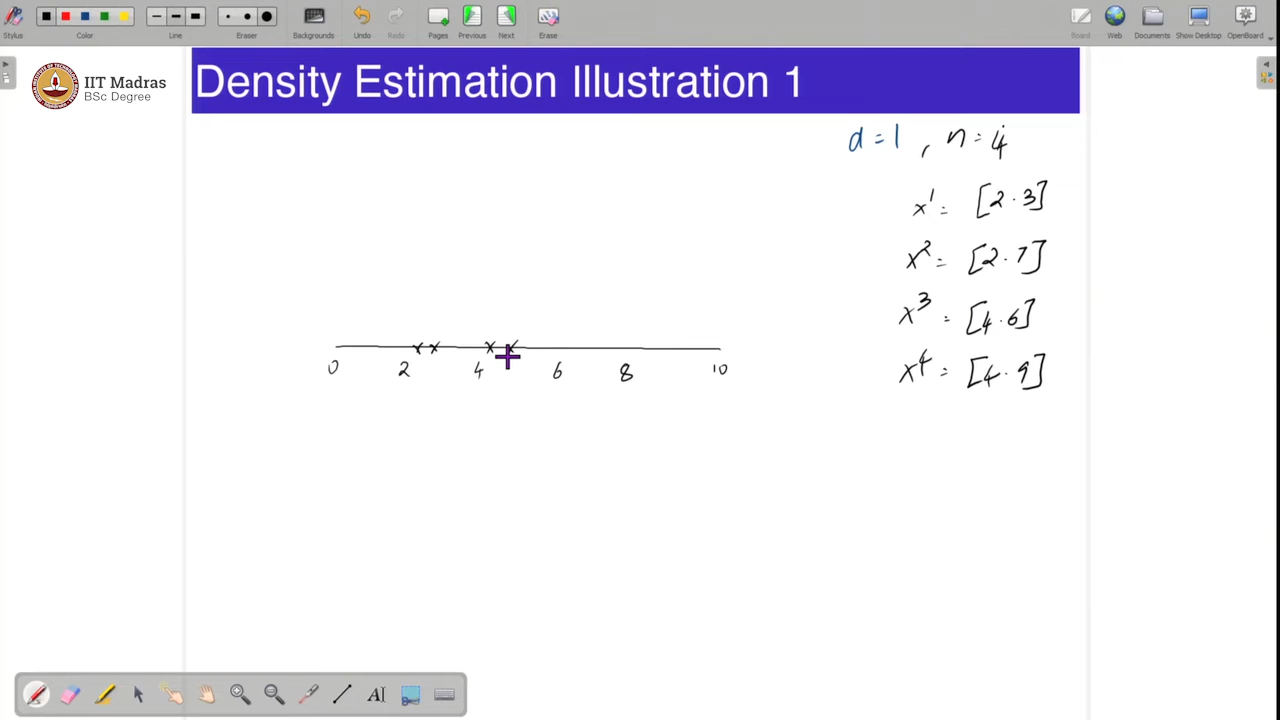 Stylus Color Line Eraser Backgrounds Undo Redo Pages Previous Next Erase Board Web Documents Show Desktop OpenBoard
IIT Madras
BSc Degree
Density Estimation Illustration 1
d = 1 , n = 4
x¹ = [2.3]
x² = [2.7]
x³ = [4.6]
x⁴ = [4.9]
0 2 4 6 8 10